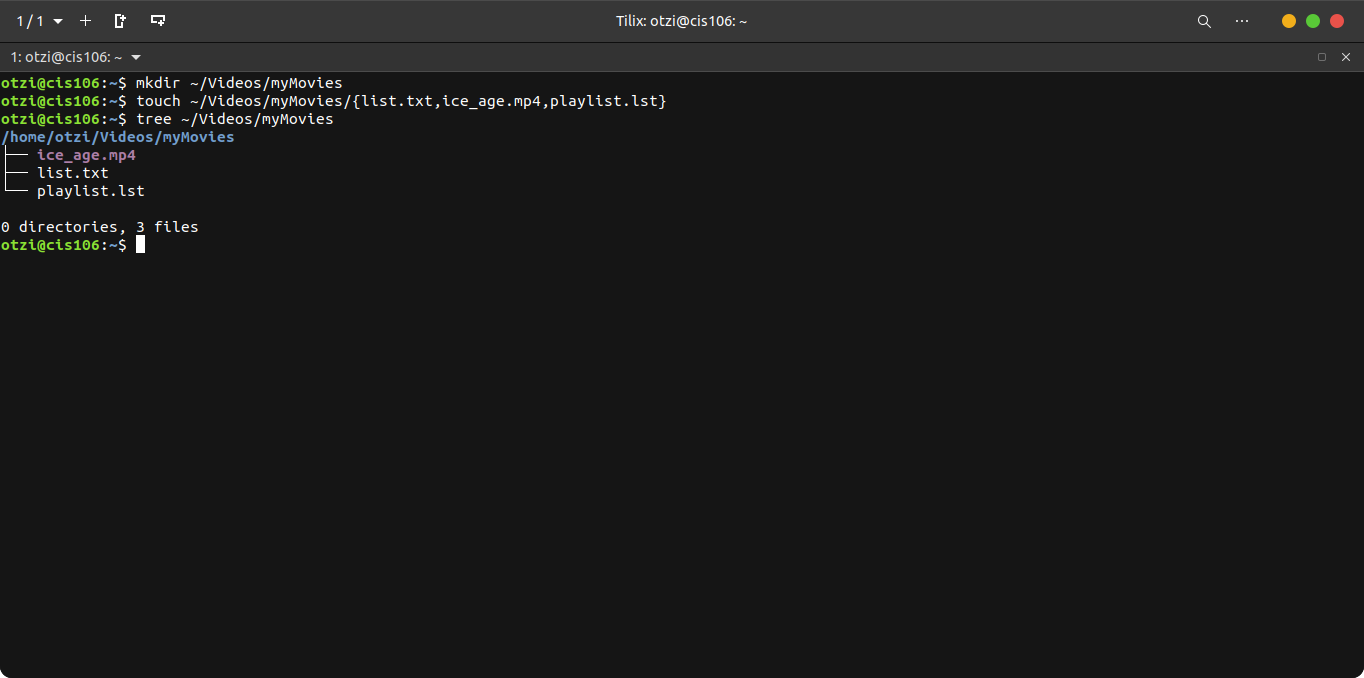 1 / 1
Tilix: otzi@cis106: ~
1: otzi@cis106: ~
otzi@cis106:~$ mkdir ~/Videos/myMovies
otzi@cis106:~$ touch ~/Videos/myMovies/{list.txt,ice_age.mp4,playlist.lst}
otzi@cis106:~$ tree ~/Videos/myMovies
/home/otzi/Videos/myMovies
├── ice_age.mp4
├── list.txt
└── playlist.lst
0 directories, 3 files
otzi@cis106:~$